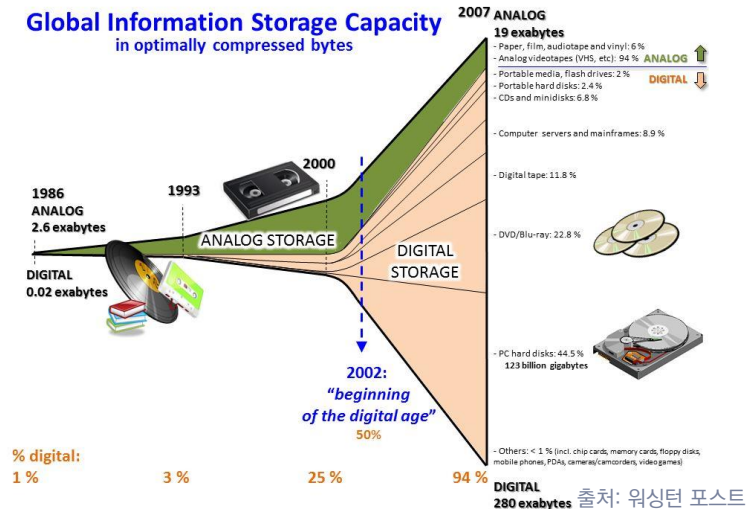 Global Information Storage Capacity
in optimally compressed bytes
2007 ANALOG
19 exabytes
- Paper, film, audiotape and vinyl: 6 %
- Analog videotapes (VHS, etc): 94 %
ANALOG
- Portable media, flash drives: 2 %
DIGITAL
- Portable hard disks: 2.4 %
- CDs and minidisks: 6.8 %
- Computer servers and mainframes: 8.9 %
- Digital tape: 11.8 %
- DVD/Blu-ray: 22.8 %
- PC hard disks: 44.5 %
123 billion gigabytes
- Others: < 1 % (incl. chip cards, memory cards, floppy disks,
mobile phones, PDAs, cameras/camcorders, video games)
2000
1993
1986
ANALOG
2.6 exabytes
DIGITAL
0.02 exabytes
ANALOG STORAGE
DIGITAL
STORAGE
2002:
“beginning
of the digital age”
50%
% digital:
1 %
3 %
25 %
94 %
DIGITAL
280 exabytes
출처: 워싱턴 포스트